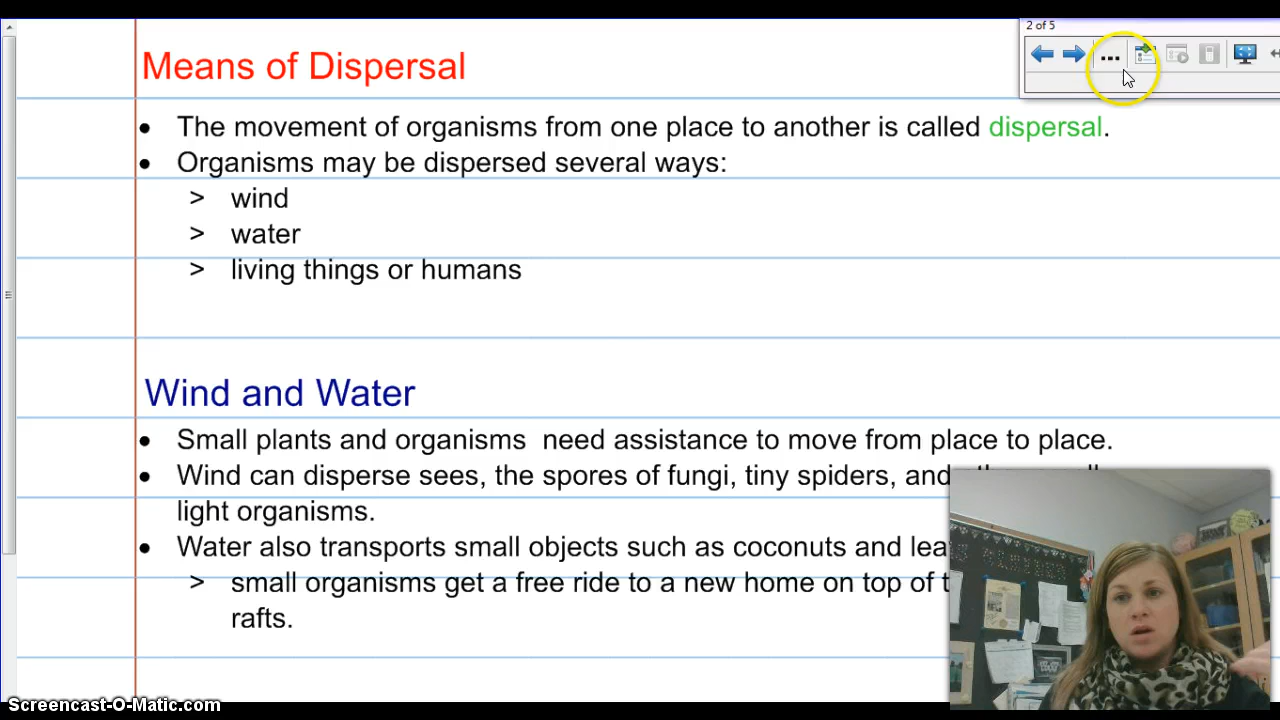 2 of 5
Means of Dispersal
• The movement of organisms from one place to another is called dispersal.
• Organisms may be dispersed several ways:
> wind
> water
> living things or humans
Wind and Water
• Small plants and organisms need assistance to move from place to place.
• Wind can disperse sees, the spores of fungi, tiny spiders, and
light organisms.
• Water also transports small objects such as coconuts and
> small organisms get a free ride to a new home on top of
rafts.
Screencast-O-Matic.com